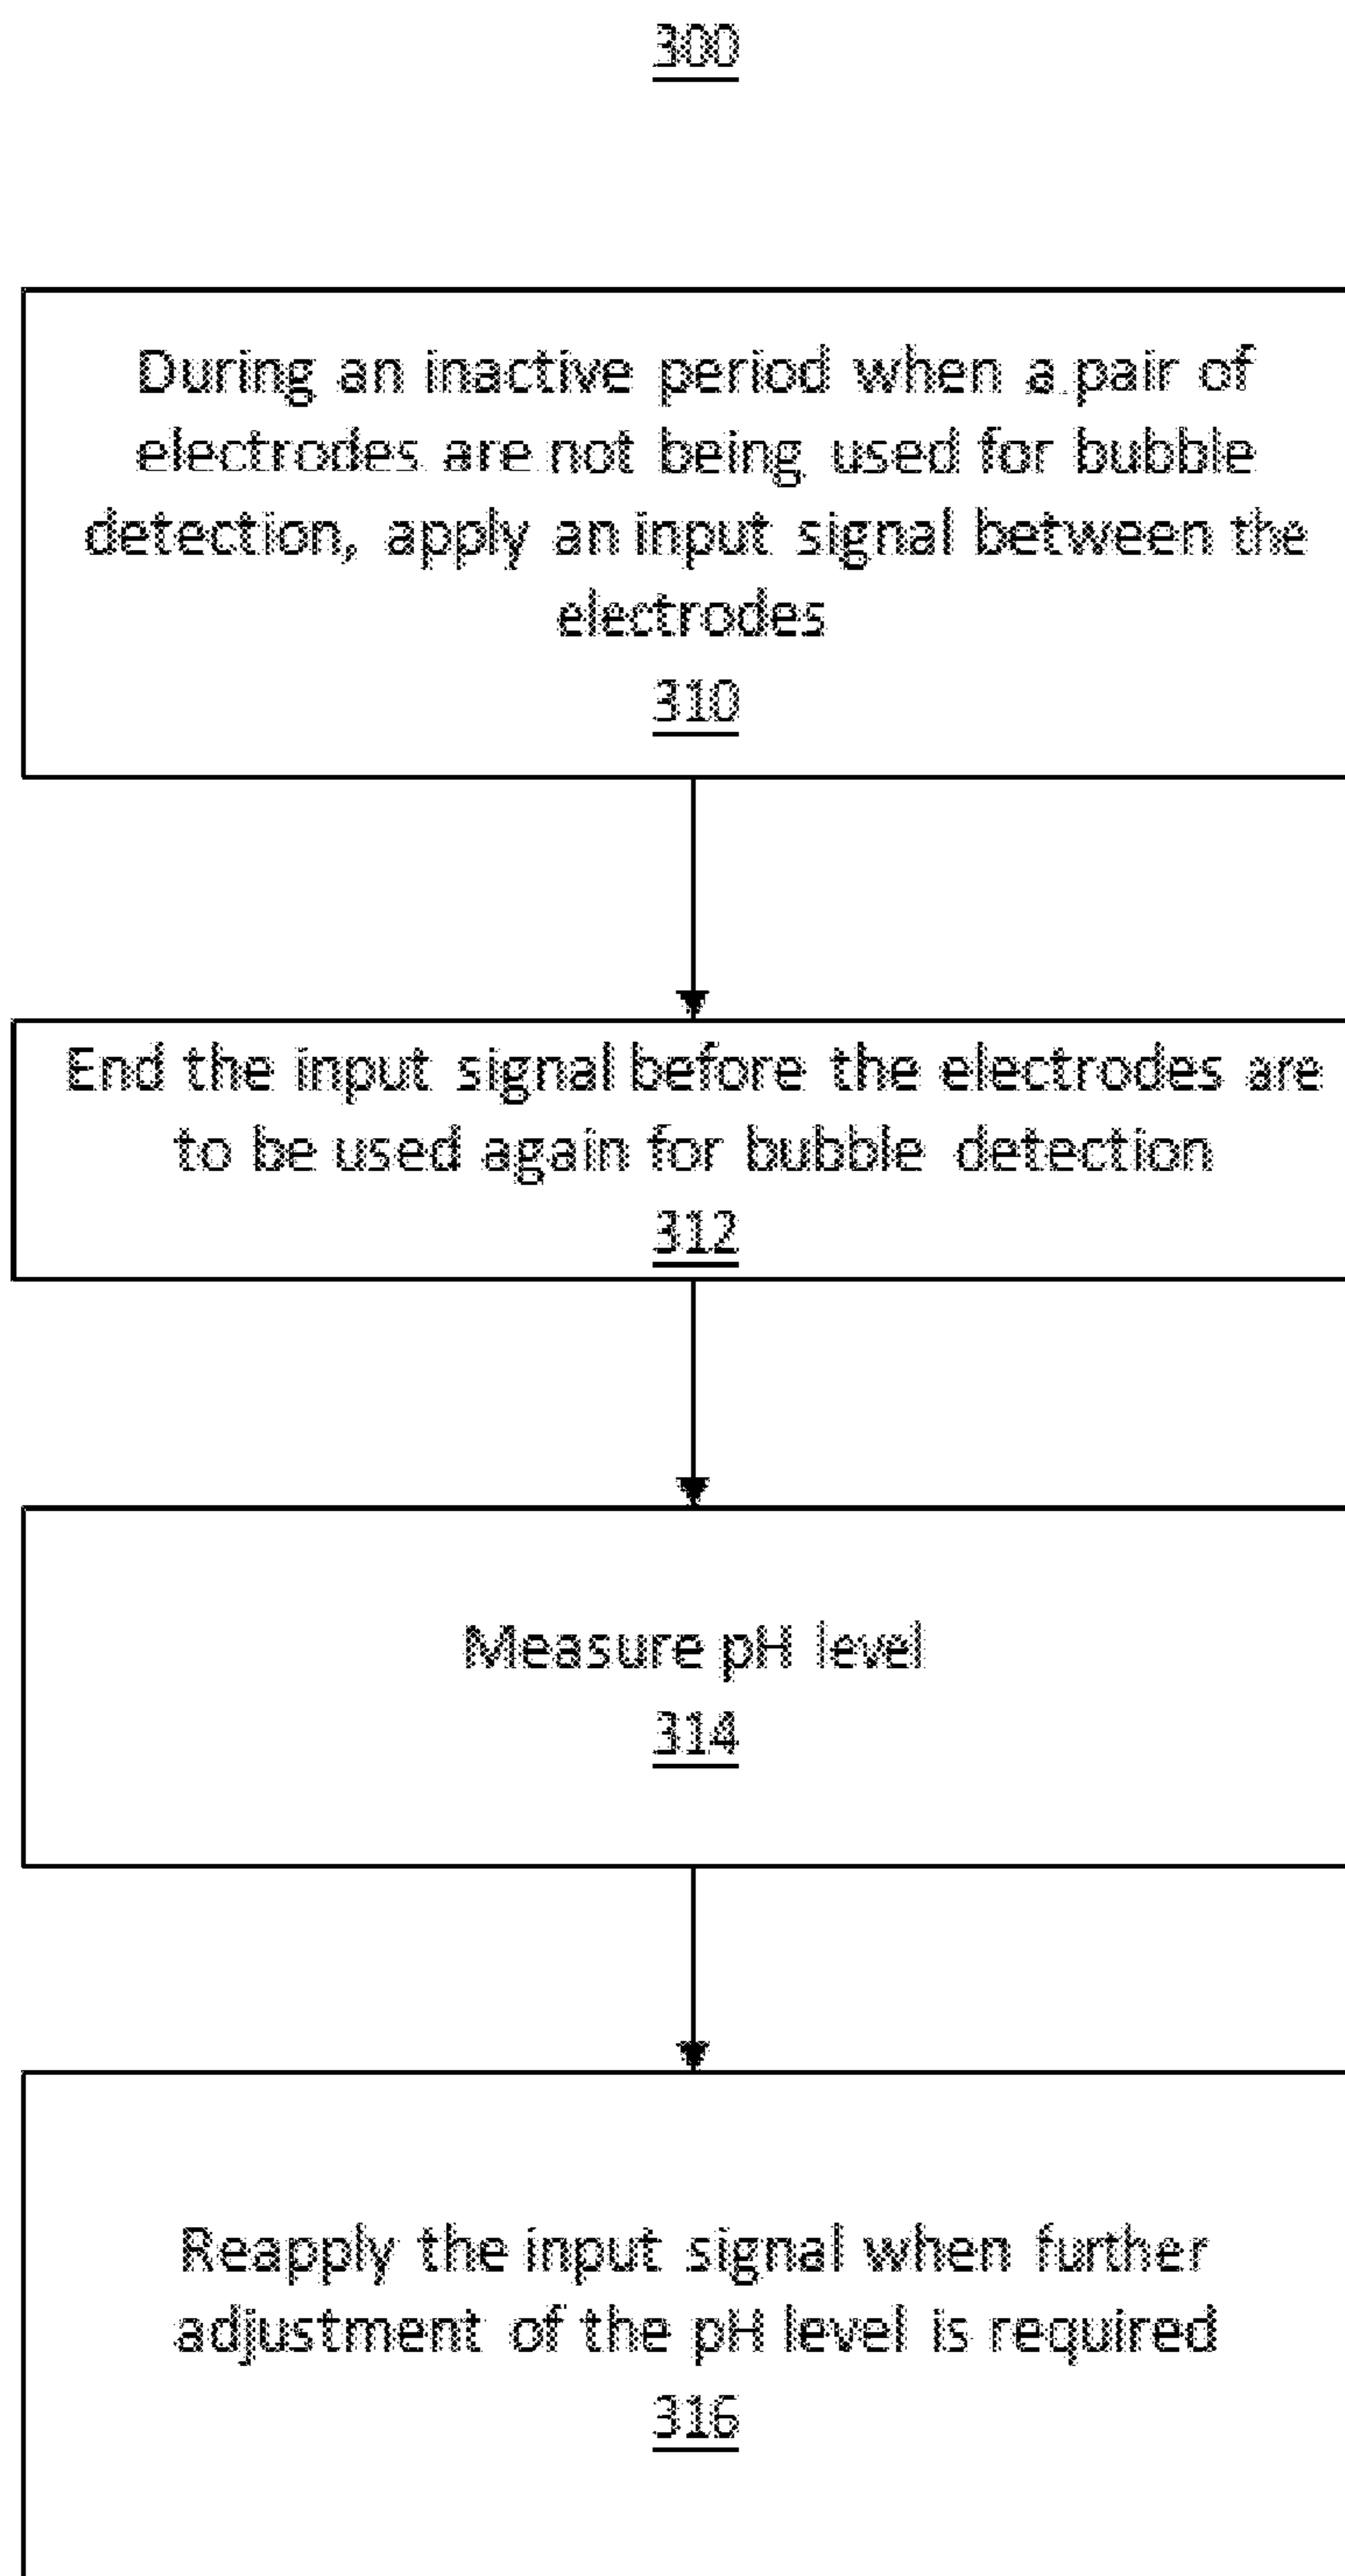 300
During an inactive period when a pair of
electrodes are not being used for bubble
detection, apply an input signal between the
electrodes
310
End the input signal before the electrodes are
to be used again for bubble detection
312
Measure pH level
314
Reapply the input signal when further
adjustment of the pH level is required
316